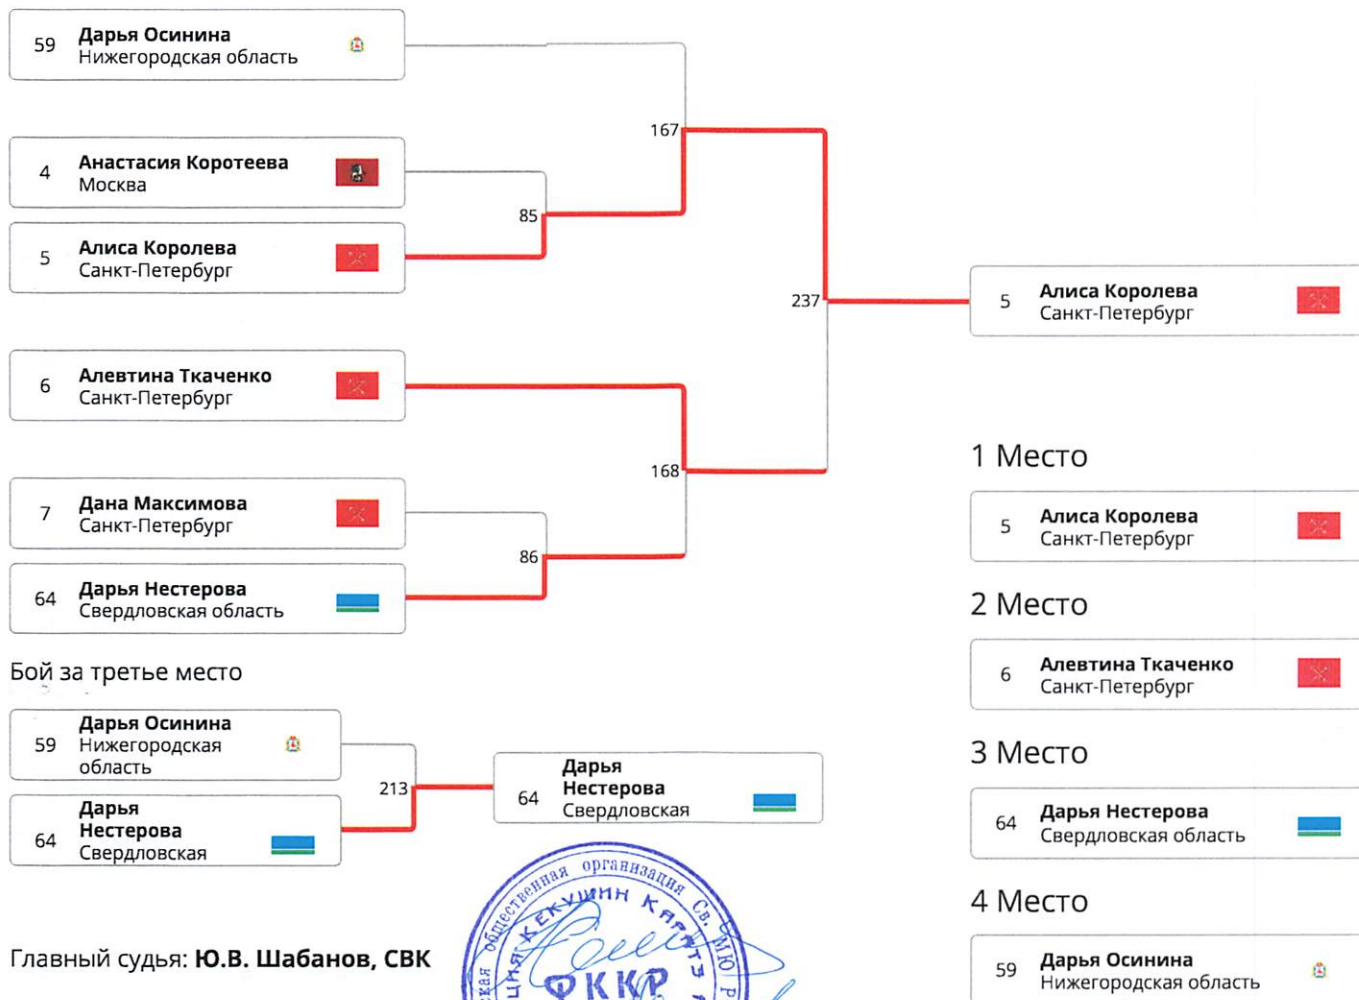 59 Дарья Осинина
Нижегородская область
4 Анастасия Коротеева
Москва
5 Алиса Королева
Санкт-Петербург
6 Алевтина Ткаченко
Санкт-Петербург
7 Дана Максимова
Санкт-Петербург
64 Дарья Нестерова
Свердловская область
85
86
167
168
237
5 Алиса Королева
Санкт-Петербург
Бой за третье место
59 Дарья Осинина
Нижегородская
область
64 Дарья
Нестерова
Свердловская
213
64 Дарья
Нестерова
Свердловская
1 Место
5 Алиса Королева
Санкт-Петербург
2 Место
6 Алевтина Ткаченко
Санкт-Петербург
3 Место
64 Дарья Нестерова
Свердловская область
4 Место
59 Дарья Осинина
Нижегородская область
Главный судья: Ю.В. Шабанов, СВК
общественная организация
КЕКУШИН КАРАТЭ
ФККР